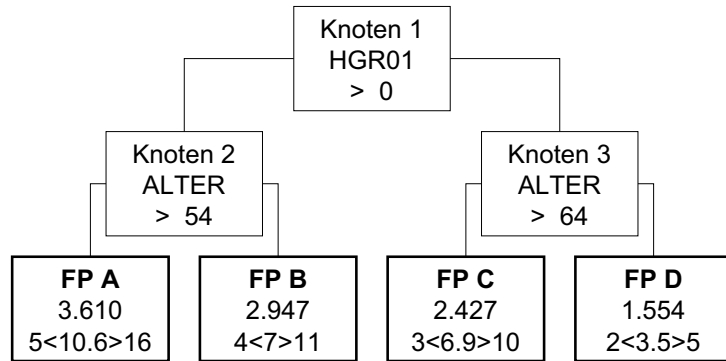 Knoten 1
HGR01
> 0
Knoten 2
ALTER
> 54
Knoten 3
ALTER
> 64
FP A
3.610
5<10.6>16
FP B
2.947
4<7>11
FP C
2.427
3<6.9>10
FP D
1.554
2<3.5>5